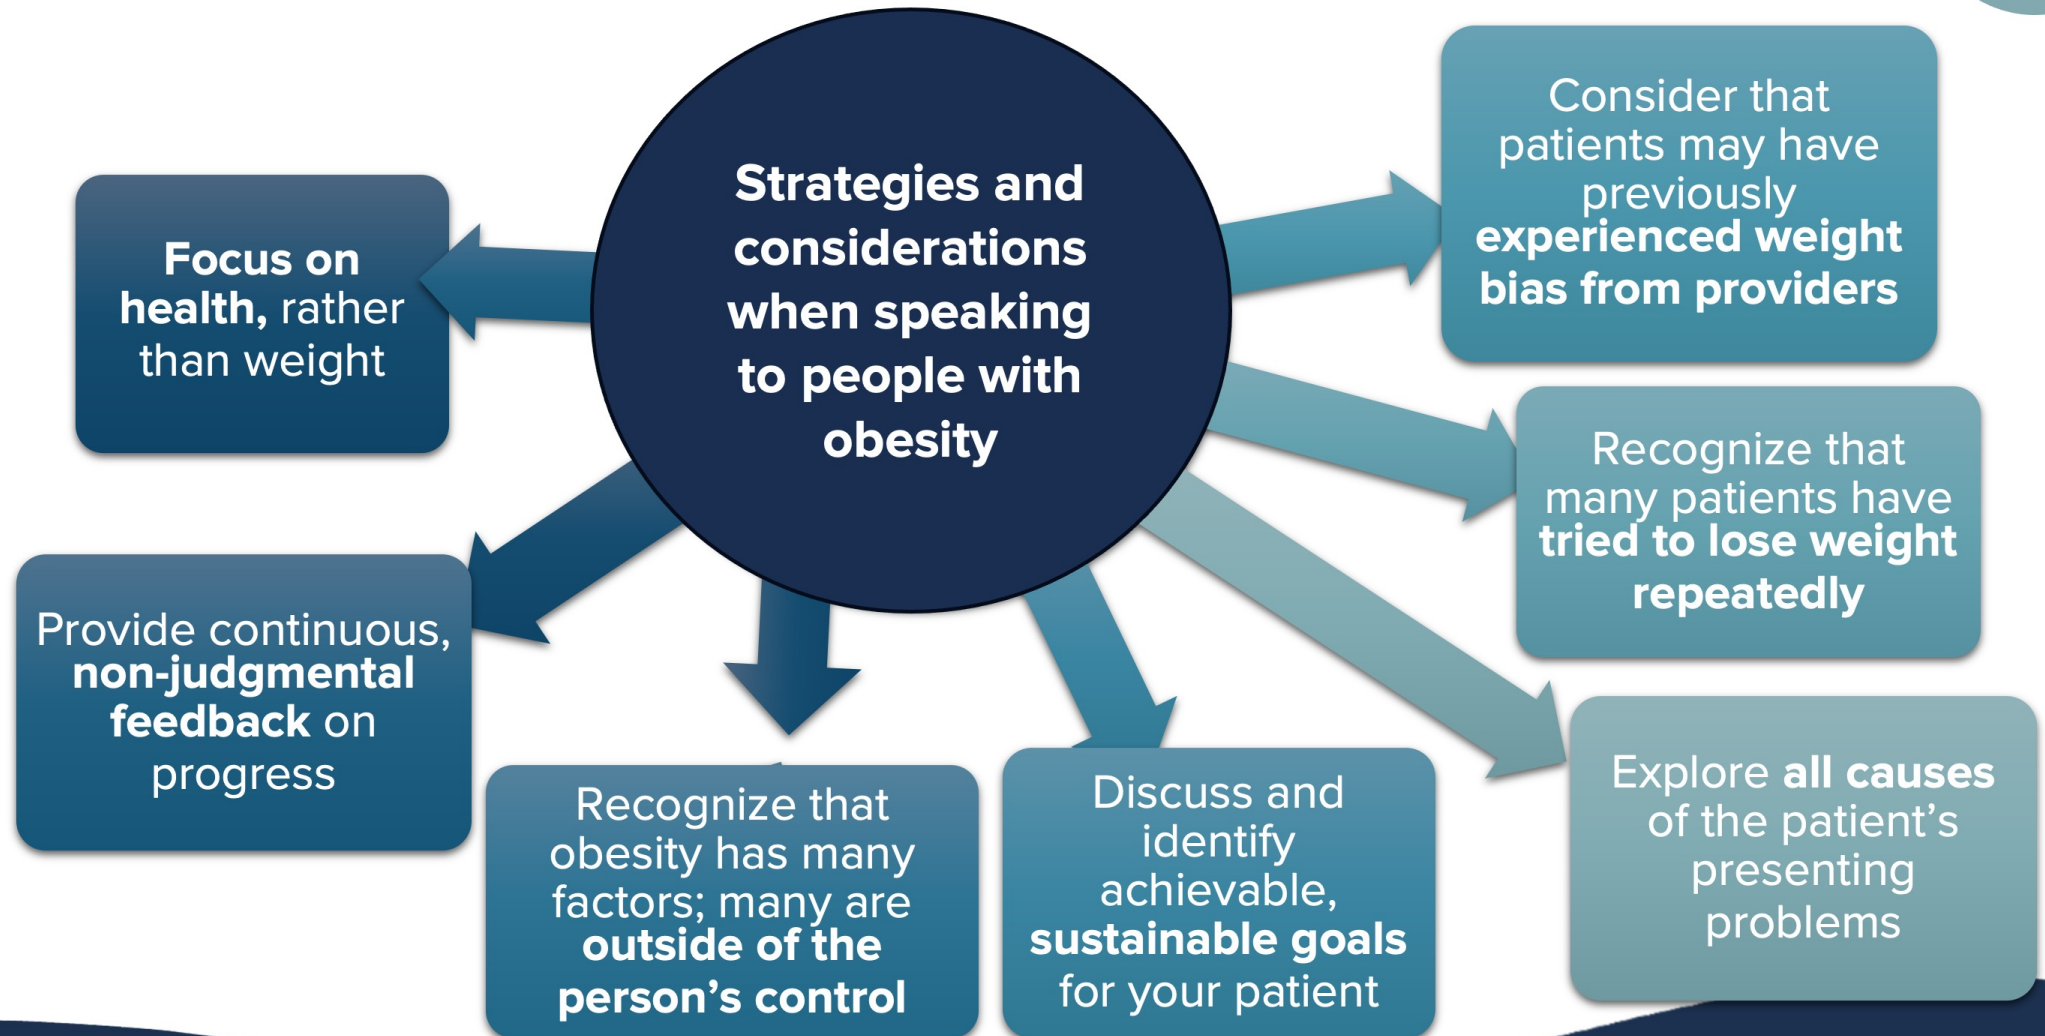 Strategies and
considerations
when speaking
to people with
obesity
Focus on
health, rather
than weight
Provide continuous,
non-judgmental
feedback on
progress
Recognize that
obesity has many
factors; many are
outside of the
person’s control
Discuss and
identify
achievable,
sustainable goals
for your patient
Explore all causes
of the patient’s
presenting
problems
Recognize that
many patients have
tried to lose weight
repeatedly
Consider that
patients may have
previously
experienced weight
bias from providers